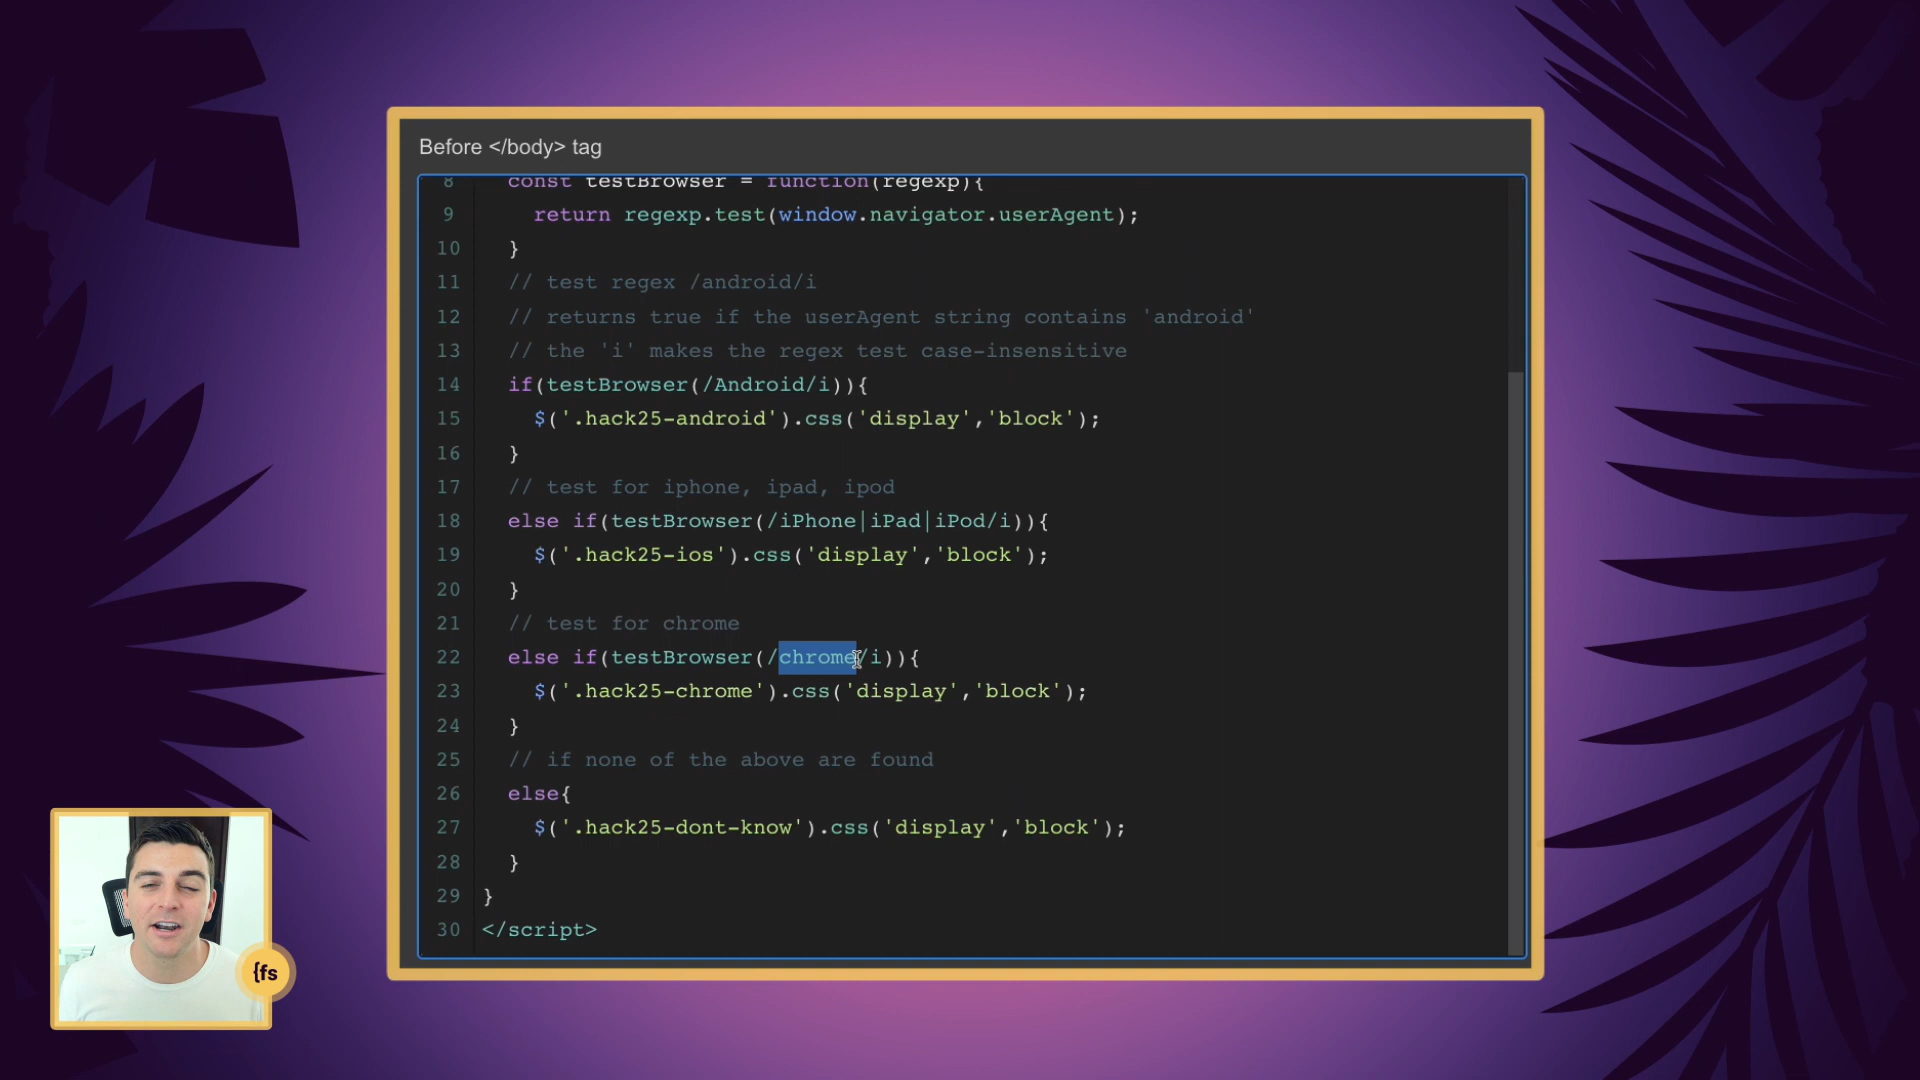 Before </body> tag
8 const testBrowser = function(regexp){
9 return regexp.test(window.navigator.userAgent);
10 }
11 // test regex /android/i
12 // returns true if the userAgent string contains 'android'
13 // the 'i' makes the regex test case-insensitive
14 if(testBrowser(/Android/i)){
15 $('.hack25-android').css('display','block');
16 }
17 // test for iphone, ipad, ipod
18 else if(testBrowser(/iPhone|iPad|iPod/i)){
19 $('.hack25-ios').css('display','block');
20 }
21 // test for chrome
22 else if(testBrowser(/chrome/i)){
23 $('.hack25-chrome').css('display','block');
24 }
25 // if none of the above are found
26 else{
27 $('.hack25-dont-know').css('display','block');
28 }
29 }
30 </script>
{fs